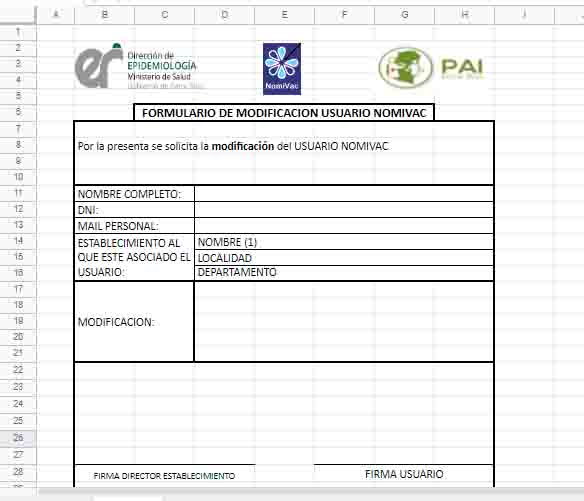 A B C D E F G H I J
1
2
3
4
5
6
7
8
9
10
11
12
13
14
15
16
17
18
19
20
21
22
23
24
25
26
27
28
er
Dirección de
EPIDEMIOLOGÍA
Ministerio de Salud
Gobierno de Entre Ríos
NomiVac
PAI
Entre Ríos
FORMULARIO DE MODIFICACION USUARIO NOMIVAC
Por la presenta se solicita la modificación del USUARIO NOMIVAC
NOMBRE COMPLETO:
DNI:
MAIL PERSONAL:
ESTABLECIMIENTO AL
QUE ESTE ASOCIADO EL
USUARIO:
NOMBRE (1)
LOCALIDAD
DEPARTAMENTO
MODIFICACION:
FIRMA DIRECTOR ESTABLECIMIENTO
FIRMA USUARIO